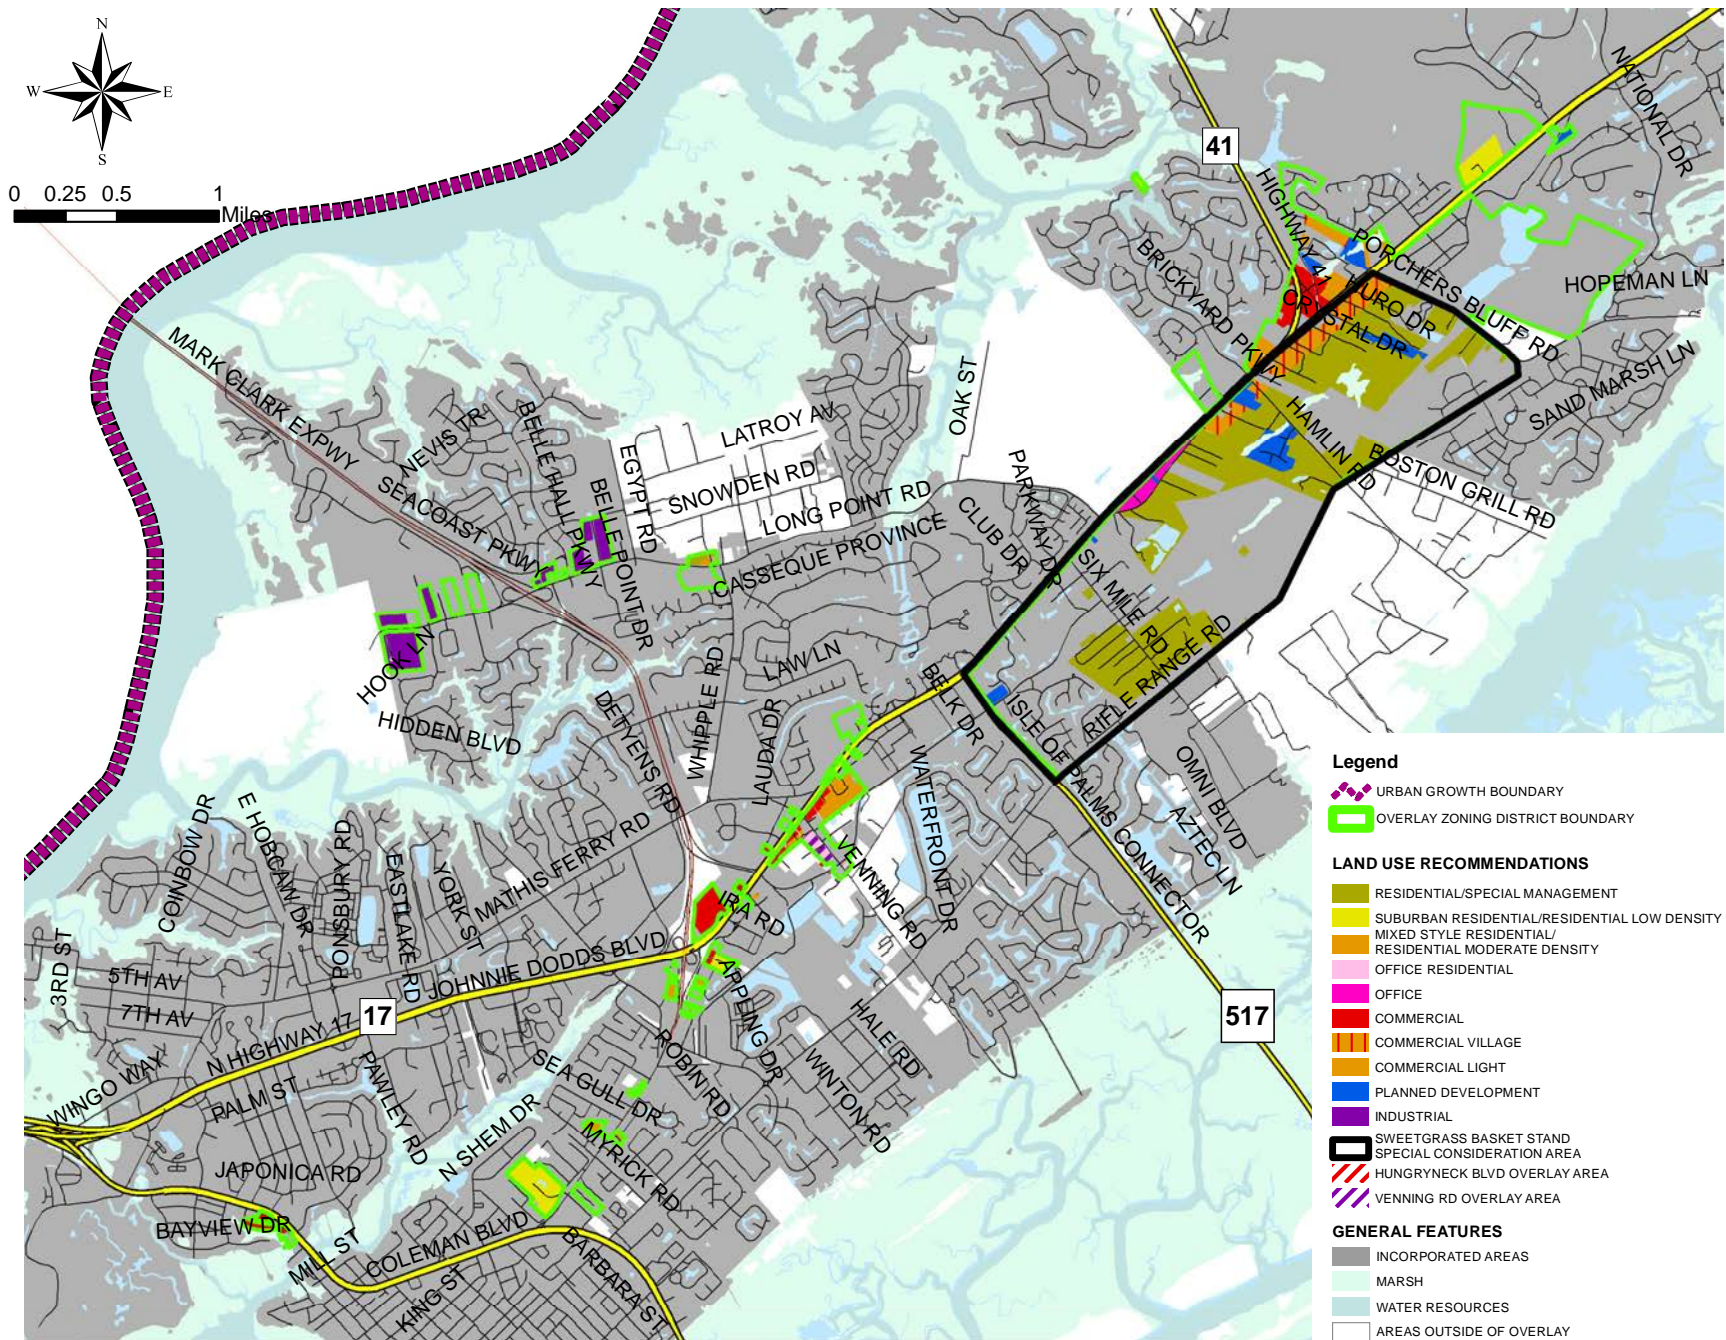 N
W
E
S
0 0.25 0.5 1
Miles
41
NATIONAL DR
HIGHWAY 41
PORCHERS BLUFF RD
HOPEMAN LN
BRICKYARD PKWY
HURO DR
CRYSTAL DR
SAND MARSH LN
MARK CLARK EXPWY
OAK ST
HAMLIN RD
BOSTON GRILL RD
NEVIS TR
BELLE HALL PKWY
LATROY AV
EGYPT RD
SNOWDEN RD
LONG POINT RD
SEACOAST PKWY
BELLE POINT DR
CASSEQUE PROVINCE
CLUB DR
PARKWAY DR
SIX MILE RD
RIFLE RANGE RD
HOOK LN
HIDDEN BLVD
DETYENS RD
WHIPPLE RD
LAW LN
LAUDA DR
BELK DR
ISLE OF PALMS CONNECTOR
OMNI BLVD
AZTEC LN
WATERFRONT DR
VENNING RD
COINBOW DR
E HOBCAW DR
PONSBURY RD
EASTLAKE RD
YORK ST
MATHIS FERRY RD
IRA RD
3RD ST
5TH AV
7TH AV
JOHNNIE DODDS BLVD
17
N HIGHWAY 17
APPLING DR
HALE RD
517
WINGO WAY
PALM ST
PAWLEY RD
SEA GULL DR
ROBIN RD
WINTON RD
N SHEM DR
MYRICK RD
JAPONICA RD
BAYVIEW DR
MILL ST
COLEMAN BLVD
KING ST
BARBARA ST
Legend
URBAN GROWTH BOUNDARY
OVERLAY ZONING DISTRICT BOUNDARY
LAND USE RECOMMENDATIONS
RESIDENTIAL/SPECIAL MANAGEMENT
SUBURBAN RESIDENTIAL/RESIDENTIAL LOW DENSITY
MIXED STYLE RESIDENTIAL/
RESIDENTIAL MODERATE DENSITY
OFFICE RESIDENTIAL
OFFICE
COMMERCIAL
COMMERCIAL VILLAGE
COMMERCIAL LIGHT
PLANNED DEVELOPMENT
INDUSTRIAL
SWEETGRASS BASKET STAND
SPECIAL CONSIDERATION AREA
HUNGRYNECK BLVD OVERLAY AREA
VENNING RD OVERLAY AREA
GENERAL FEATURES
INCORPORATED AREAS
MARSH
WATER RESOURCES
AREAS OUTSIDE OF OVERLAY